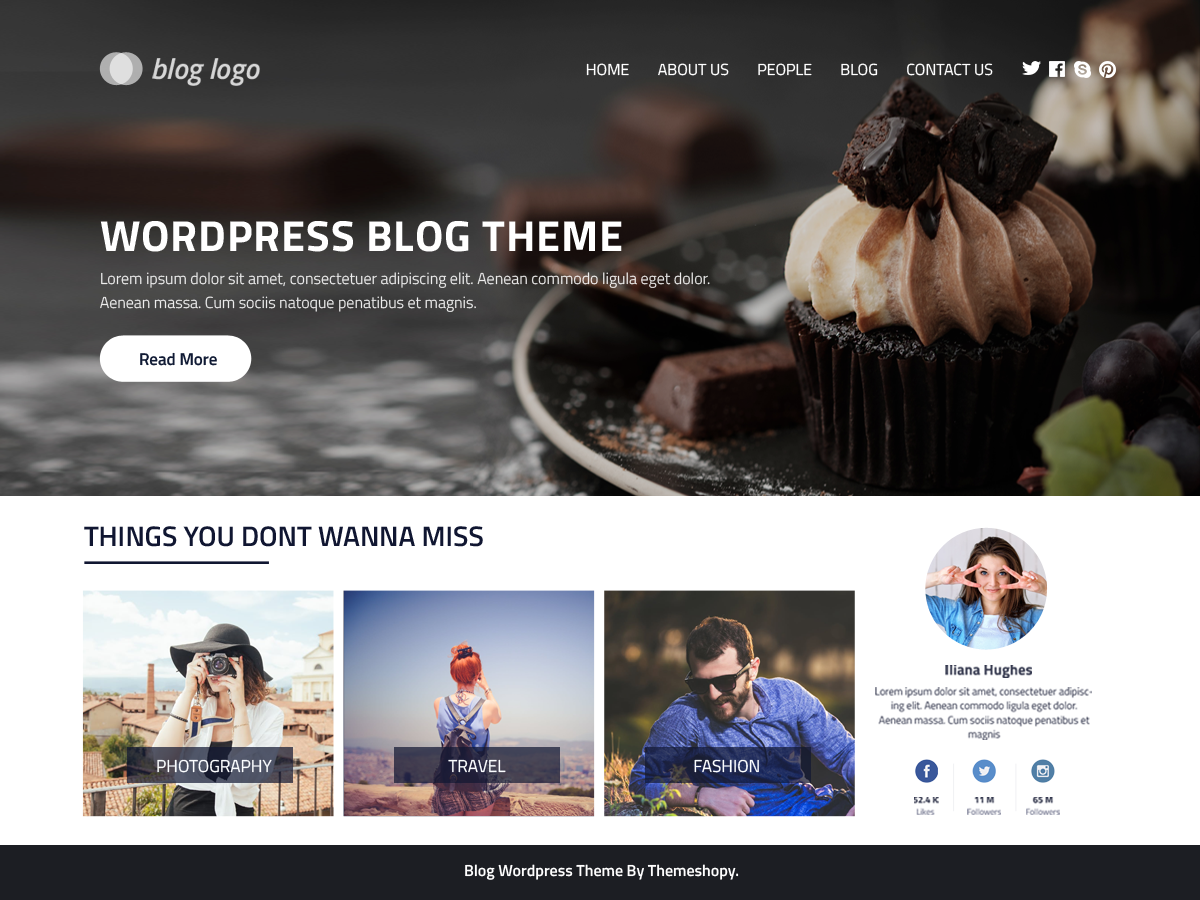 blog logo
HOME ABOUT US PEOPLE BLOG CONTACT US
WORDPRESS BLOG THEME
Lorem ipsum dolor sit amet, consectetuer adipiscing elit. Aenean commodo ligula eget dolor.
Aenean massa. Cum sociis natoque penatibus et magnis.
Read More
THINGS YOU DONT WANNA MISS
PHOTOGRAPHY
TRAVEL
FASHION
Iliana Hughes
Lorem ipsum dolor sit amet, consectetuer adipisc-
ing elit. Aenean commodo ligula eget dolor.
Aenean massa. Cum sociis natoque penatibus et
magnis
52.4 K 11 M 65 M
Likes Followers Followers
Blog Wordpress Theme By Themeshopy.